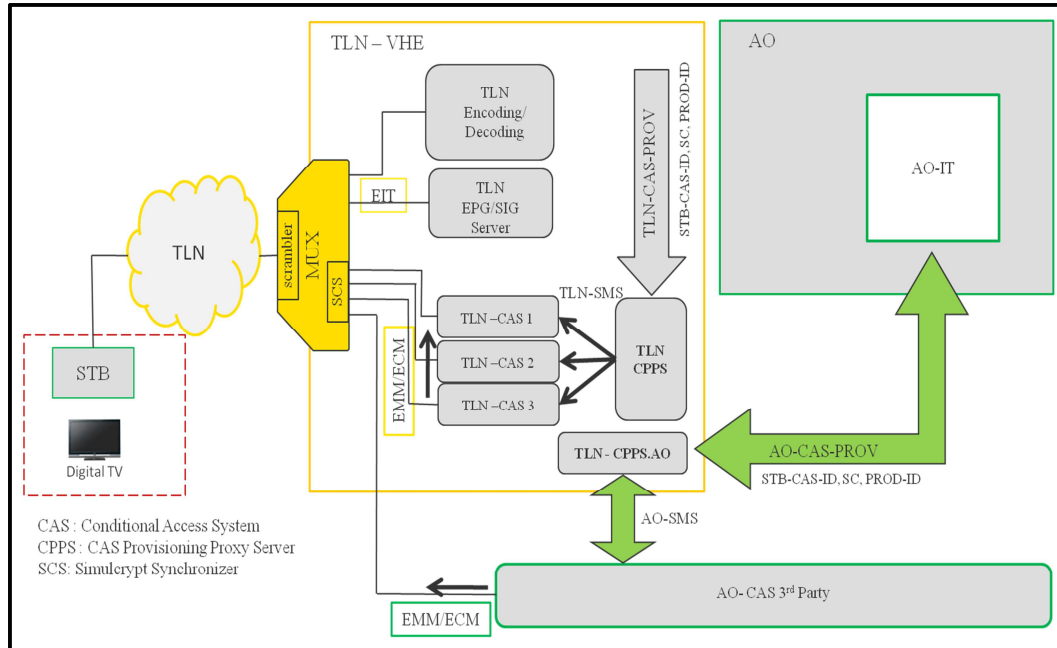 TLN – VHE
AO
TLN
Encoding/
Decoding
TLN-CAS-PROV
STB-CAS-ID, SC, PROD-ID
AO-IT
EIT
TLN
EPG/SIG
Server
TLN
scrambler
MUX
SCS
TLN-SMS
TLN –CAS 1
TLN –CAS 2
TLN –CAS 3
TLN
CPPS
EMM/ECM
STB
Digital TV
TLN- CPPS.AO
AO-CAS-PROV
STB-CAS-ID, SC, PROD-ID
AO-SMS
CAS : Conditional Access System
CPPS : CAS Provisioning Proxy Server
SCS: Simulcrypt Synchronizer
AO- CAS 3rd Party
EMM/ECM